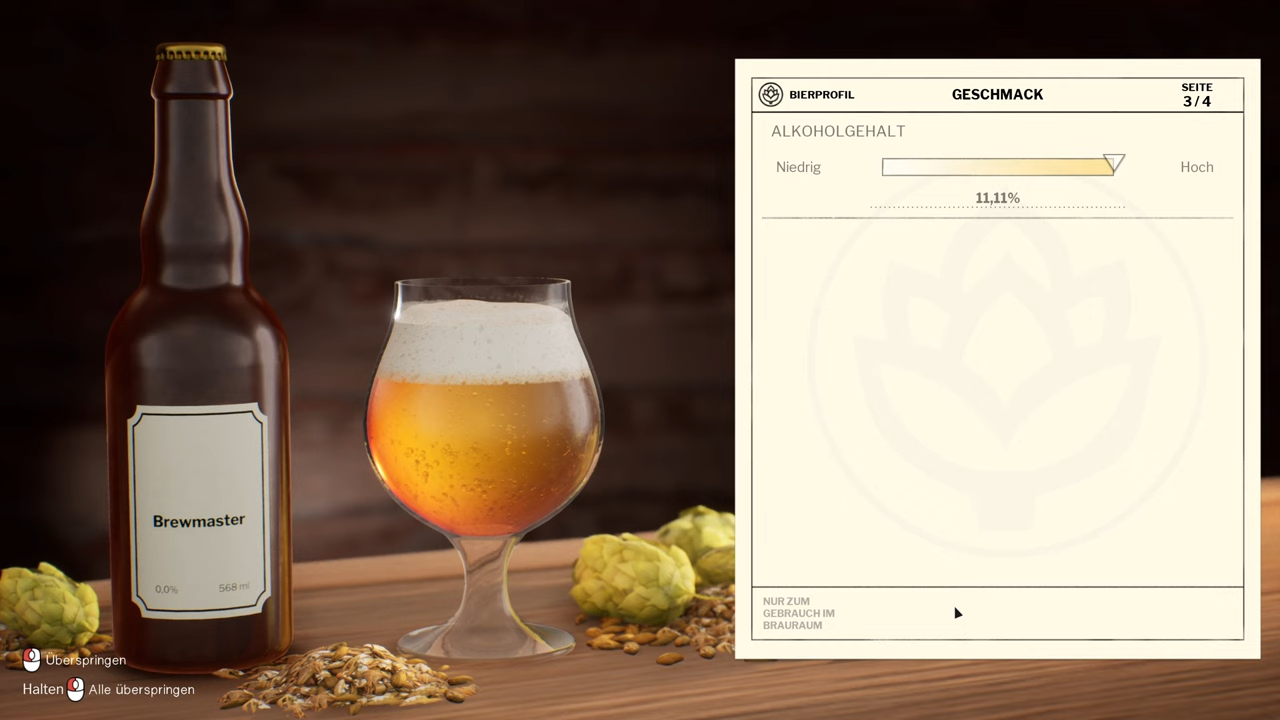 BIERPROFIL
GESCHMACK
SEITE
3 / 4
ALKOHOLGEHALT
Niedrig
Hoch
11,11%
NUR ZUM
GEBRAUCH IM
BRAURAUM
Brewmaster
0.0%
568 ml
Überspringen
Halten Alle überspringen